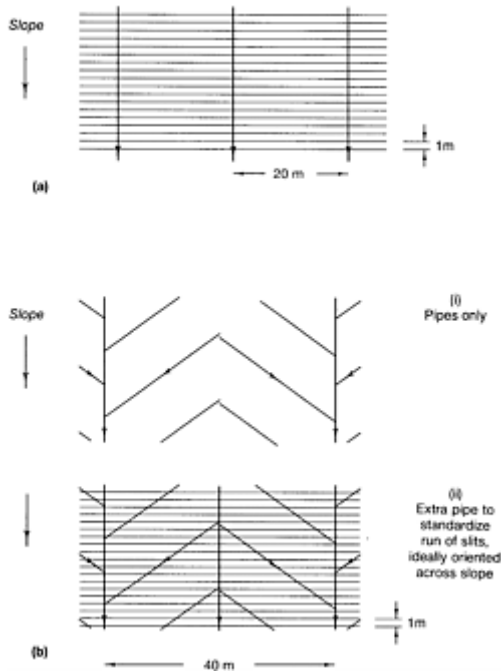 Slope
1m
20 m
(a)
(i)
Pipes only
Slope
(ii)
Extra pipe to
standardize
run of slits,
ideally oriented
across slope
1m
(b)
40 m